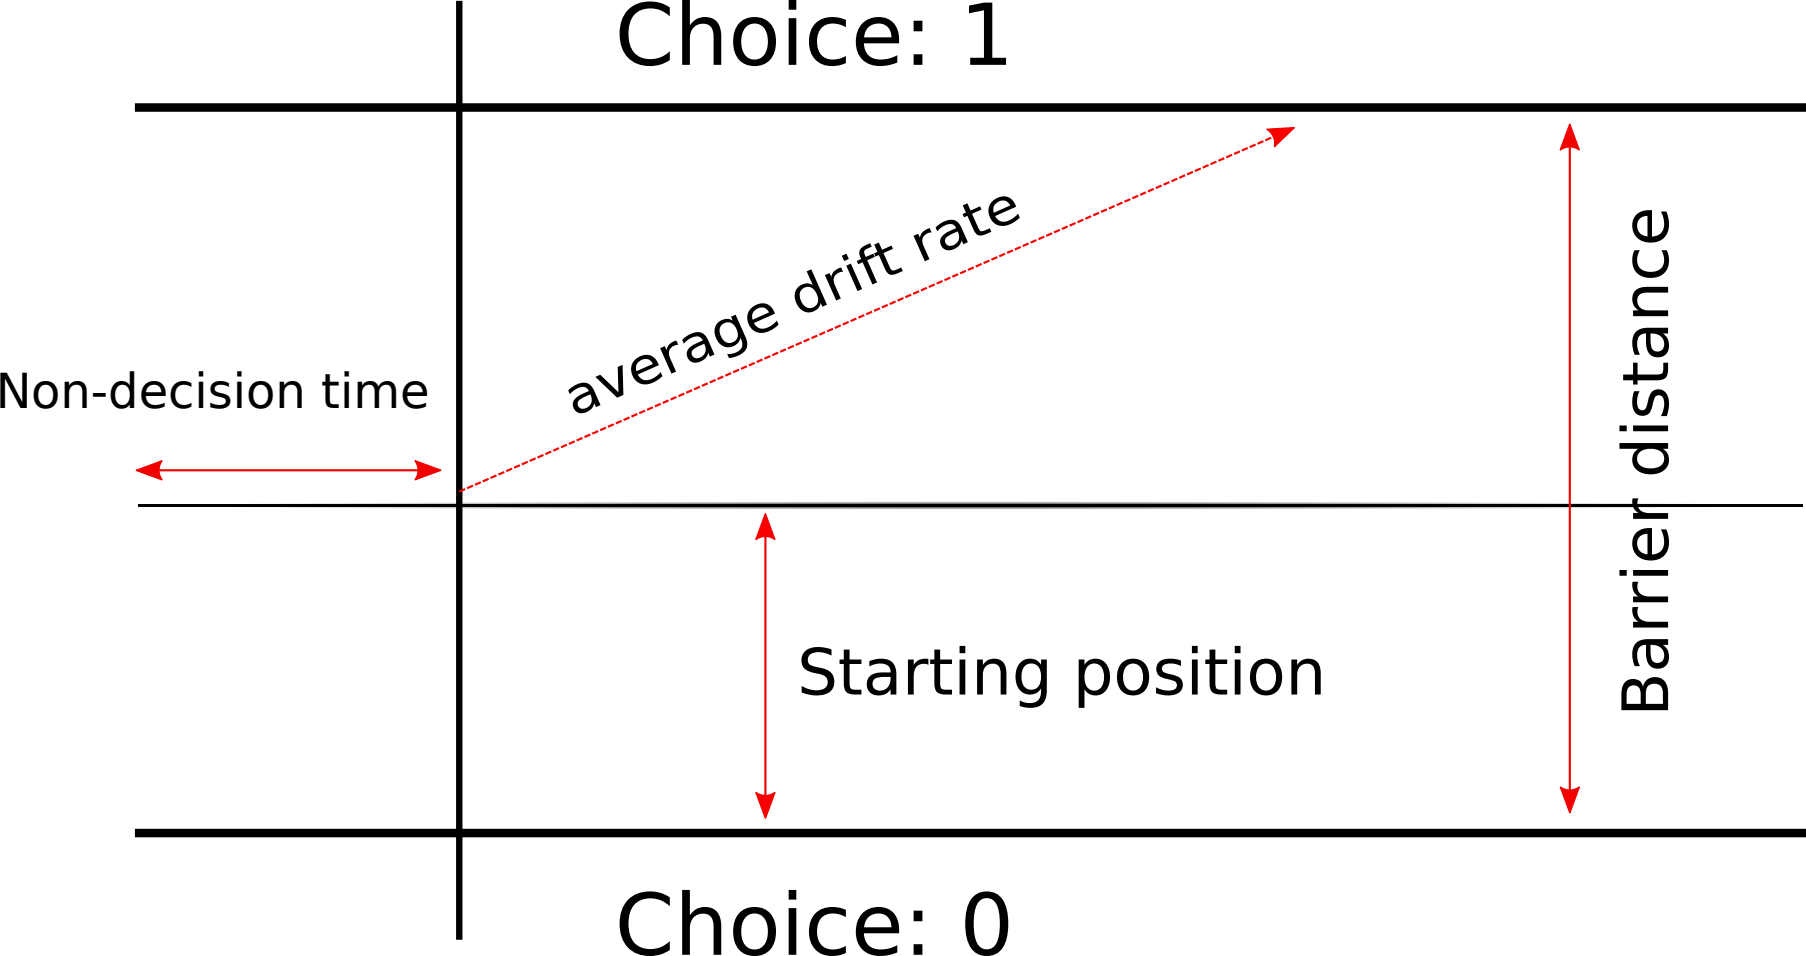 Choice: 1
average drift rate
Non-decision time
Barrier distance
Starting position
Choice: 0